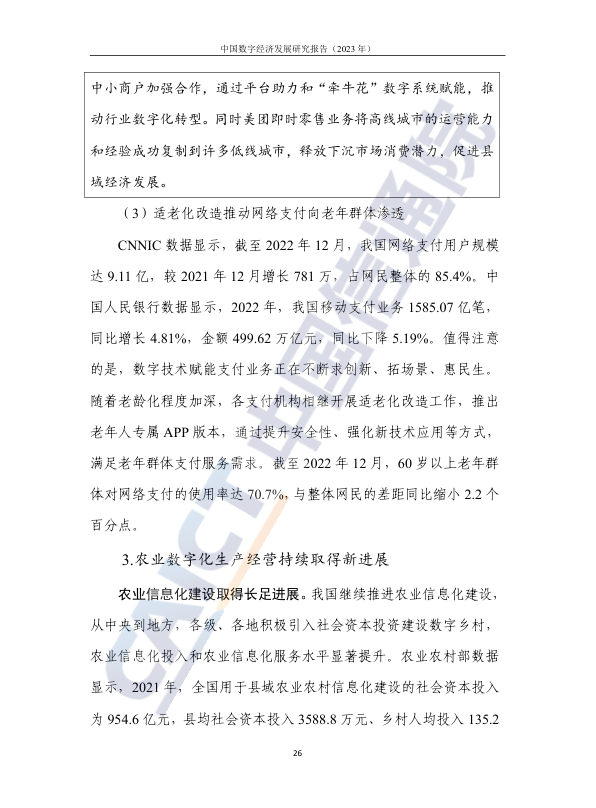 中国数字经济发展研究报告（2023 年）
中小商户加强合作，通过平台助力和“牵牛花”数字系统赋能，推
动行业数字化转型。同时美团即时零售业务将高线城市的运营能力
和经验成功复制到许多低线城市，释放下沉市场消费潜力，促进县
域经济发展。
（3）适老化改造推动网络支付向老年群体渗透
CNNIC 数据显示，截至 2022 年 12 月，我国网络支付用户规模
达 9.11 亿，较 2021 年 12 月增长 781 万，占网民整体的 85.4%。中
国人民银行数据显示，2022 年，我国移动支付业务 1585.07 亿笔，
同比增长 4.81%，金额 499.62 万亿元，同比下降 5.19%。值得注意
的是，数字技术赋能支付业务正在不断求创新、拓场景、惠民生。
随着老龄化程度加深，各支付机构相继开展适老化改造工作，推出
老年人专属 APP 版本，通过提升安全性、强化新技术应用等方式，
满足老年群体支付服务需求。截至 2022 年 12 月，60 岁以上老年群
体对网络支付的使用率达 70.7%，与整体网民的差距同比缩小 2.2 个
百分点。
3.农业数字化生产经营持续取得新进展
农业信息化建设取得长足进展。我国继续推进农业信息化建设，
从中央到地方，各级、各地积极引入社会资本投资建设数字乡村，
农业信息化投入和农业信息化服务水平显著提升。农业农村部数据
显示，2021 年，全国用于县域农业农村信息化建设的社会资本投入
为 954.6 亿元，县均社会资本投入 3588.8 万元、乡村人均投入 135.2
26
CAICT 中国信通院